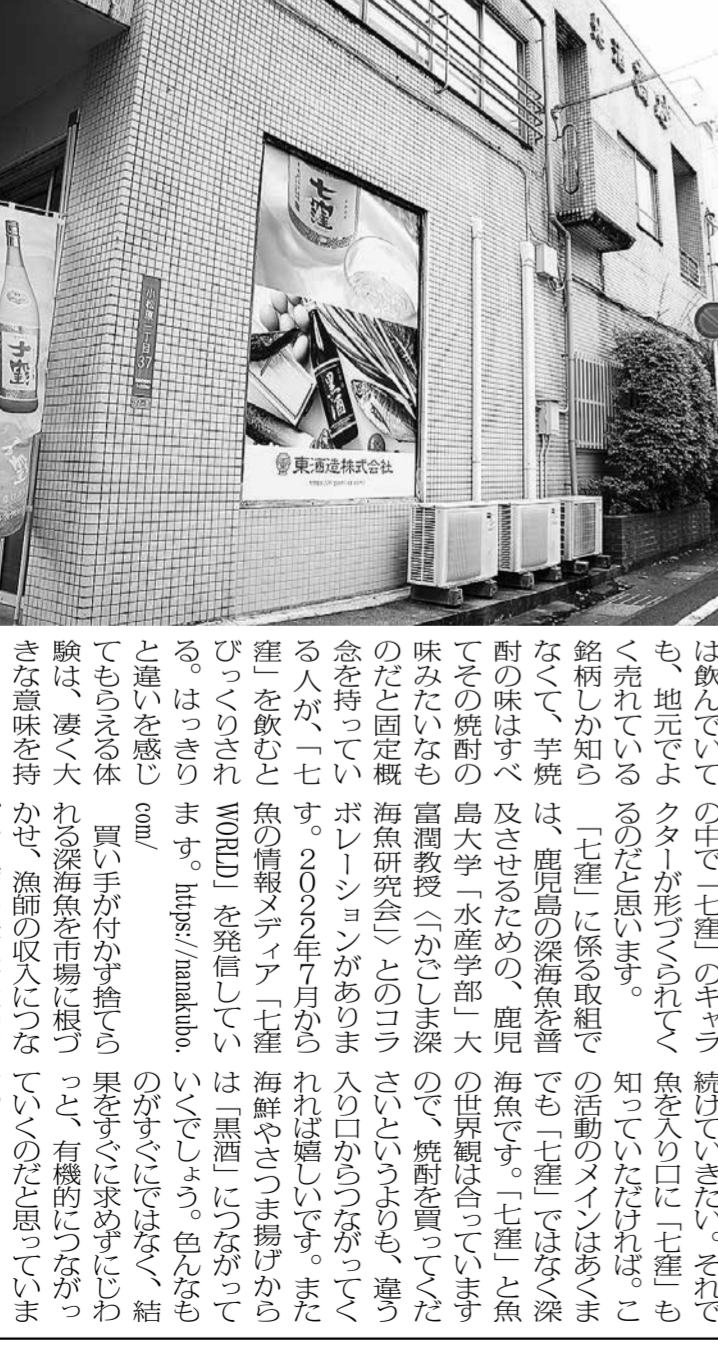 七窪
七窪
小松原一丁目37
東酒造株式会社
黒酒
は飲んでいて
も、地元でよ
く売れている
銘柄しか知ら
なくて、芋焼
酎の味はすべ
てその焼酎の
味みたいなも
のだと固定概
念を持ってい
る人が、「七
窪」を飲むと
びっくりされ
る。はっきり
と違いを感じ
てもらえる体
験は、凄く大
きな意味を持
の中で「七窪」のキャラ
クターが形づくられてく
るのだと思います。
「七窪」に係る取組で
は、鹿児島の深海魚を普
及させるための、鹿児
島大学「水産学部」大
富潤教授〈「かごしま深
海魚研究会」〉とのコラ
ボレーションがありま
す。2022年7月から
魚の情報メディア「七窪
WORLD」を発信してい
ます。https://nanakubo.
com/
買い手が付かず捨てら
れる深海魚を市場に根づ
かせ、漁師の収入につな
続けていきたい。それで
魚を入り口に「七窪」も
知っていただければ。こ
の活動のメインはあくま
でも「七窪」ではなく深
海魚です。「七窪」と魚
の世界観は合っています
ので、焼酎を買ってくだ
さいというよりも、違う
入り口からつながってく
れれば嬉しいです。また
海鮮やさつま揚げから
は「黒酒」につながって
いくでしょう。色んなも
のがすぐにではなく、結
果をすぐに求めずにじわ
っと、有機的につながっ
ていくのだと思っていま